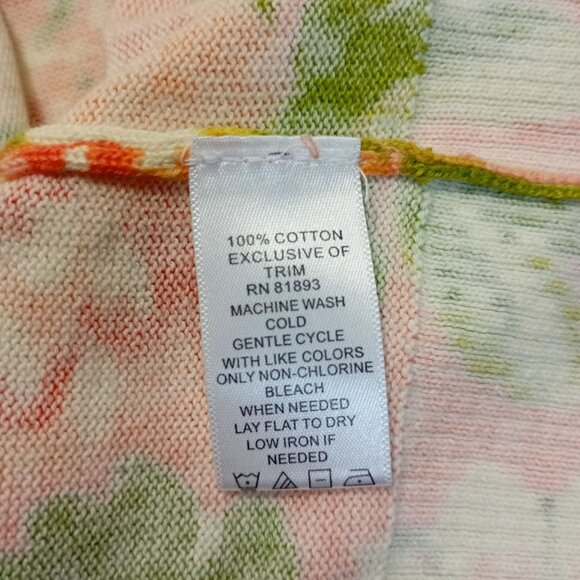 100% COTTON
EXCLUSIVE OF
TRIM
RN 81893
MACHINE WASH
COLD
GENTLE CYCLE
WITH LIKE COLORS
ONLY NON-CHLORINE
BLEACH
WHEN NEEDED
LAY FLAT TO DRY
LOW IRON IF
NEEDED